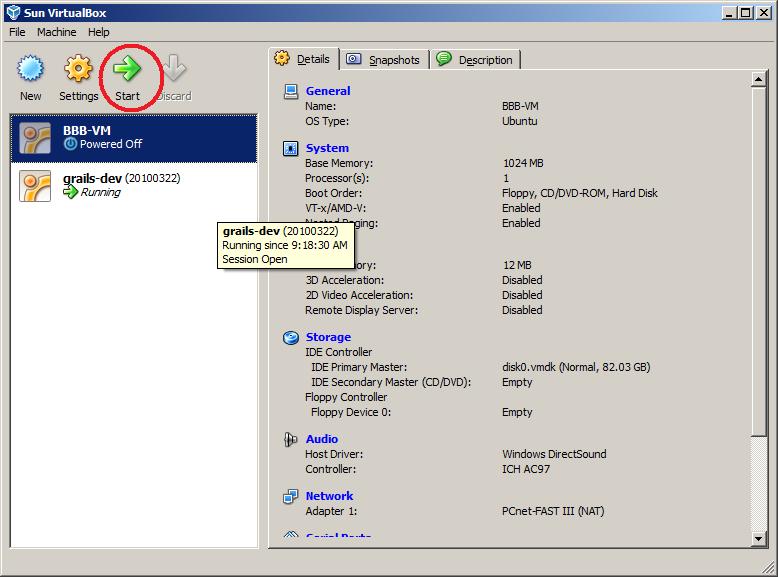 Sun VirtualBox
File Machine Help
New Settings Start Discard
BBB-VM
Powered Off
grails-dev (20100322)
Running
grails-dev (20100322)
Running since 9:18:30 AM
Session Open
Details Snapshots Description
General
Name: BBB-VM
OS Type: Ubuntu
System
Base Memory: 1024 MB
Processor(s): 1
Boot Order: Floppy, CD/DVD-ROM, Hard Disk
VT-x/AMD-V: Enabled
Nested Paging: Enabled
ory: 12 MB
3D Acceleration: Disabled
2D Video Acceleration: Disabled
Remote Display Server: Disabled
Storage
IDE Controller
IDE Primary Master: disk0.vmdk (Normal, 82.03 GB)
IDE Secondary Master (CD/DVD): Empty
Floppy Controller
Floppy Device 0: Empty
Audio
Host Driver: Windows DirectSound
Controller: ICH AC97
Network
Adapter 1: PCnet-FAST III (NAT)
Serial Ports